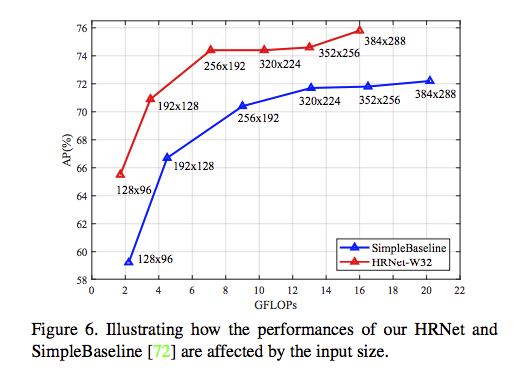 76
74
72
70
68
66
64
62
60
58
AP(%)
384x288
256x192
320x224
352x256
192x128
128x96
384x288
352x256
320x224
256x192
192x128
128x96
SimpleBaseline
HRNet-W32
0 2 4 6 8 10 12 14 16 18 20 22
GFLOPs
Figure 6. Illustrating how the performances of our HRNet and
SimpleBaseline [72] are affected by the input size.